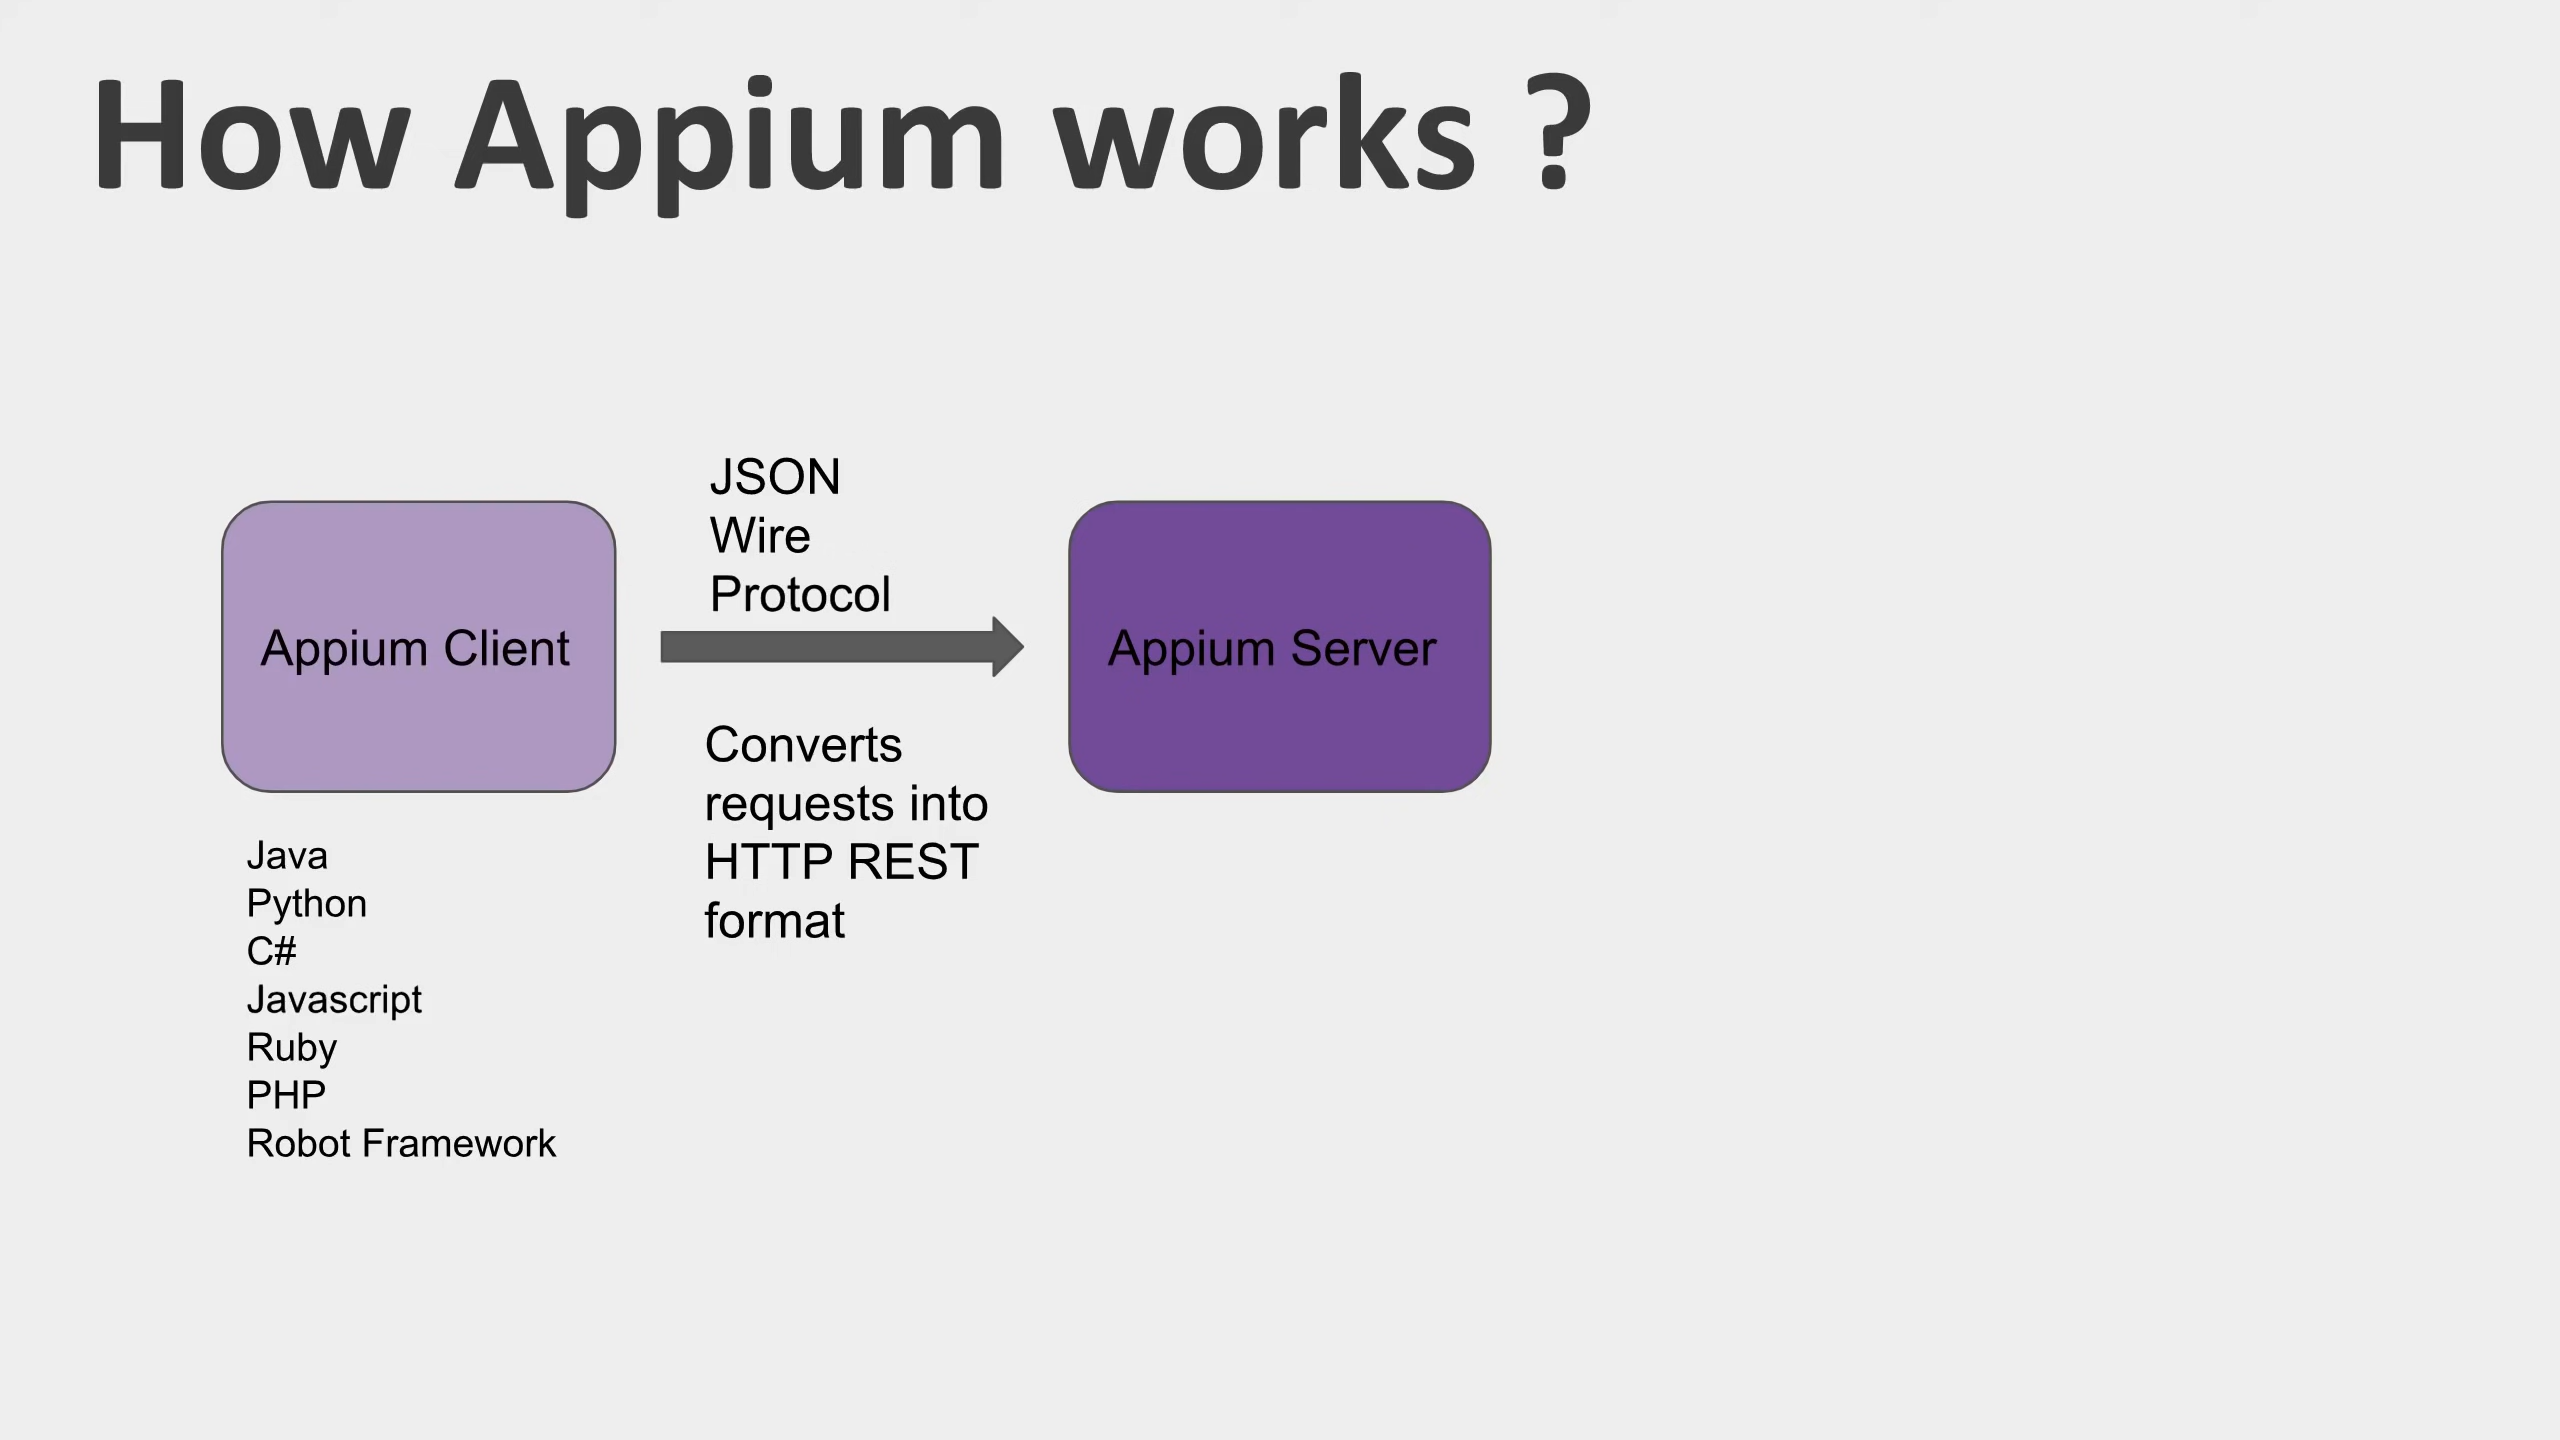 How Appium works ?
JSON
Wire
Protocol
Appium Client
Appium Server
Converts
requests into
HTTP REST
format
Java
Python
C#
Javascript
Ruby
PHP
Robot Framework